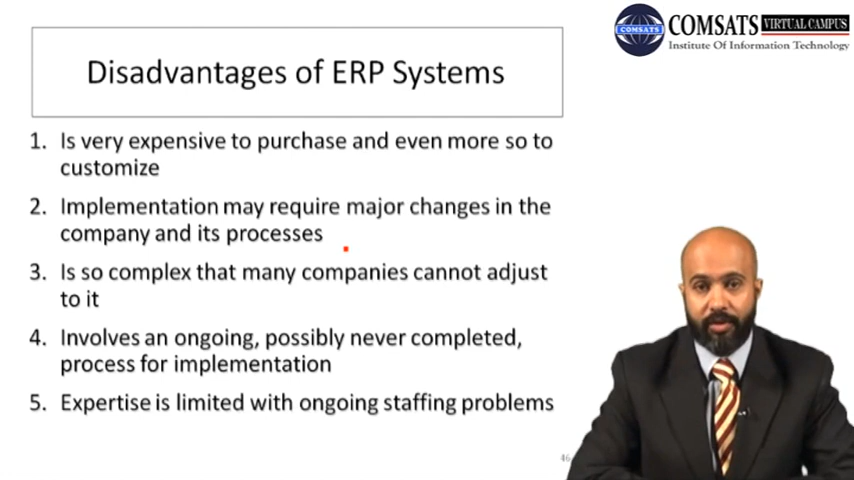 COMSATS VIRTUAL CAMPUS
COMSATS
Institute Of Information Technology
Disadvantages of ERP Systems
1. Is very expensive to purchase and even more so to
customize
2. Implementation may require major changes in the
company and its processes
3. Is so complex that many companies cannot adjust
to it
4. Involves an ongoing, possibly never completed,
process for implementation
5. Expertise is limited with ongoing staffing problems
46